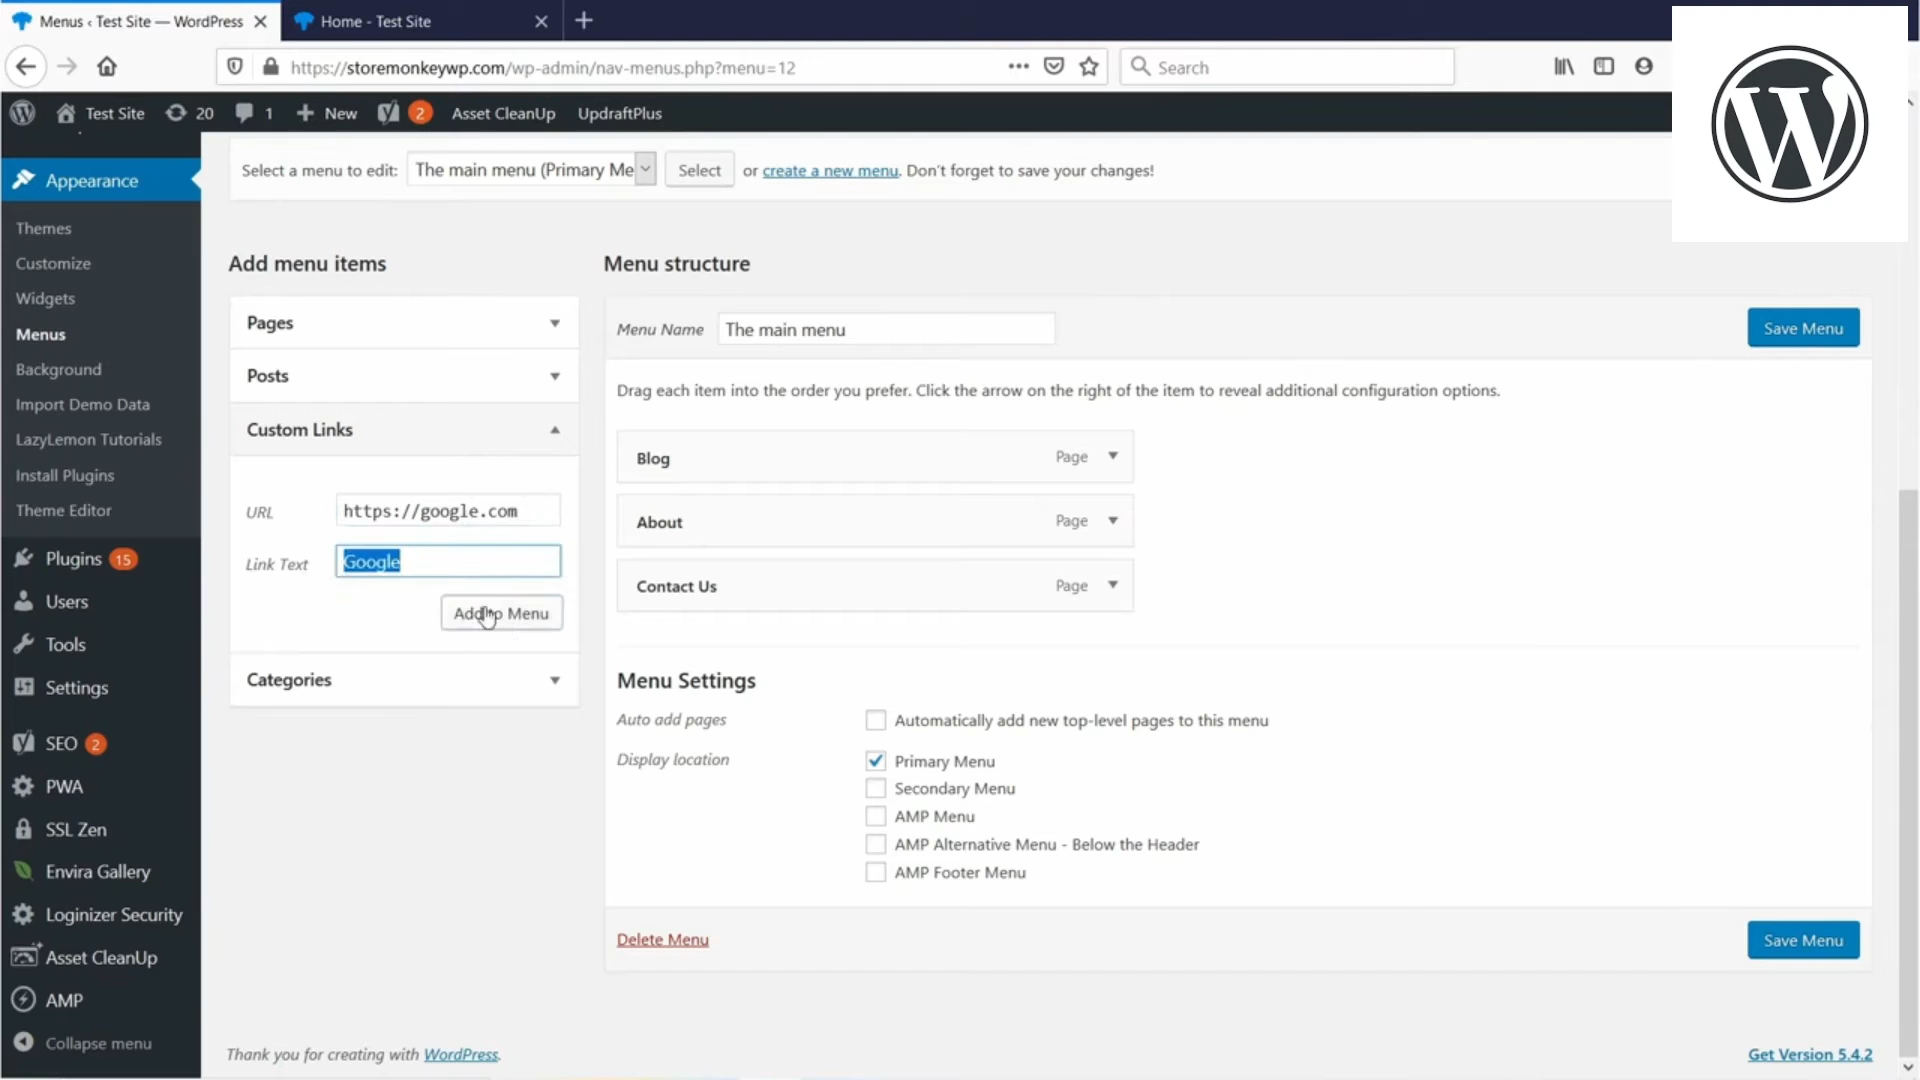 Menus ‹ Test Site — WordPress
Home - Test Site
https://storemonkeywp.com/wp-admin/nav-menus.php?menu=12
Search
Test Site 20 1 New 2 Asset CleanUp UpdraftPlus
Appearance
Themes
Customize
Widgets
Menus
Background
Import Demo Data
LazyLemon Tutorials
Install Plugins
Theme Editor
Plugins 15
Users
Tools
Settings
SEO 2
PWA
SSL Zen
Envira Gallery
Loginizer Security
Asset CleanUp
AMP
Collapse menu
Select a menu to edit: The main menu (Primary Me Select or create a new menu. Don’t forget to save your changes!
Add menu items
Pages
Posts
Custom Links
URL https://google.com
Link Text Google
Add to Menu
Categories
Menu structure
Menu Name The main menu
Save Menu
Drag each item into the order you prefer. Click the arrow on the right of the item to reveal additional configuration options.
Blog Page
About Page
Contact Us Page
Menu Settings
Auto add pages Automatically add new top-level pages to this menu
Display location Primary Menu
Secondary Menu
AMP Menu
AMP Alternative Menu - Below the Header
AMP Footer Menu
Delete Menu
Save Menu
Thank you for creating with WordPress.
Get Version 5.4.2